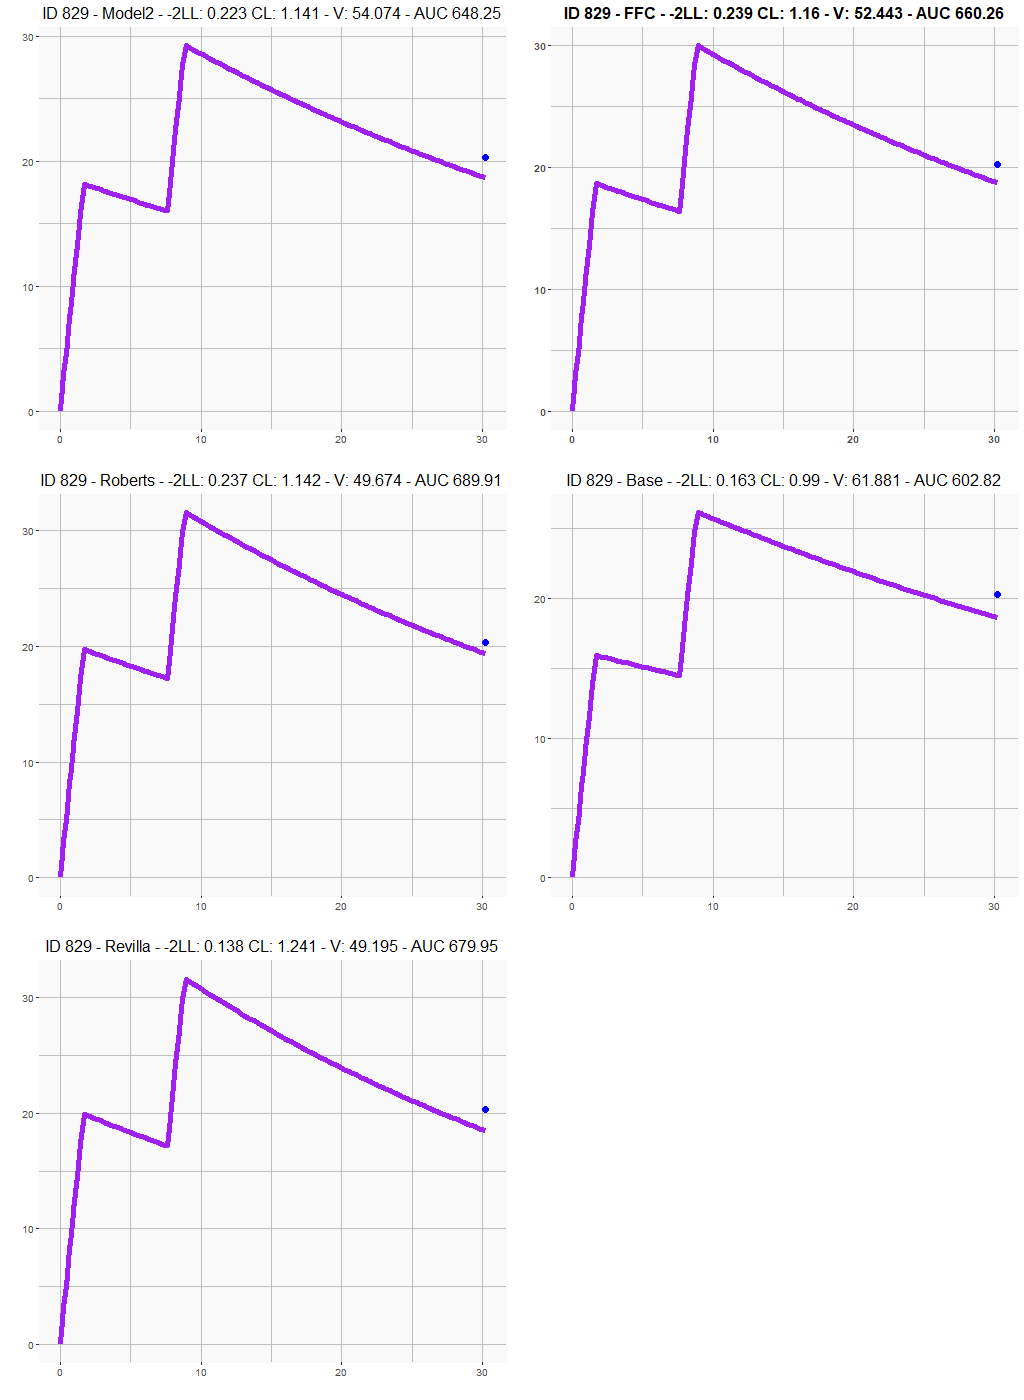 ID 829 - Model2 - -2LL: 0.223 CL: 1.141 - V: 54.074 - AUC 648.25
30
20
10
0
0 10 20 30
ID 829 - FFC - -2LL: 0.239 CL: 1.16 - V: 52.443 - AUC 660.26
30
20
10
0
0 10 20 30
ID 829 - Roberts - -2LL: 0.237 CL: 1.142 - V: 49.674 - AUC 689.91
30
20
10
0
0 10 20 30
ID 829 - Base - -2LL: 0.163 CL: 0.99 - V: 61.881 - AUC 602.82
20
10
0
0 10 20 30
ID 829 - Revilla - -2LL: 0.138 CL: 1.241 - V: 49.195 - AUC 679.95
30
20
10
0
0 10 20 30